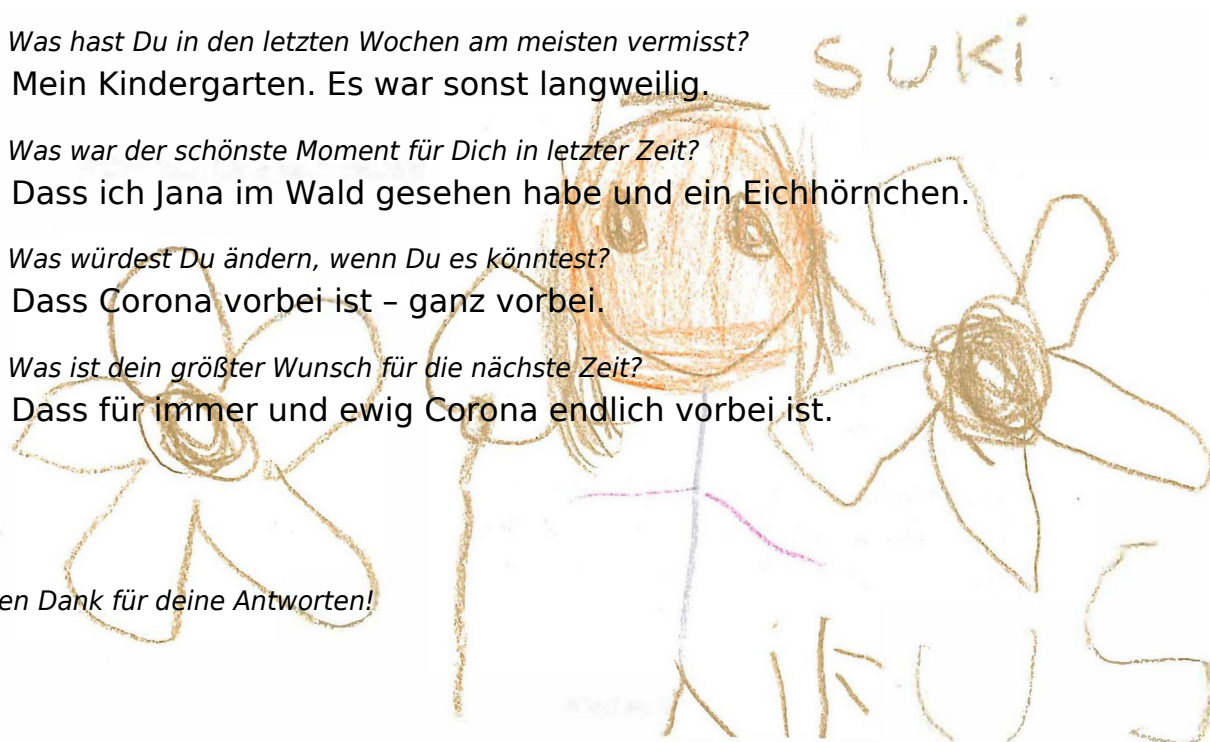 suki
Was hast Du in den letzten Wochen am meisten vermisst?
Mein Kindergarten. Es war sonst langweilig.
Was war der schönste Moment für Dich in letzter Zeit?
Dass ich Jana im Wald gesehen habe und ein Eichhörnchen.
Was würdest Du ändern, wenn Du es könntest?
Dass Corona vorbei ist – ganz vorbei.
Was ist dein größter Wunsch für die nächste Zeit?
Dass für immer und ewig Corona endlich vorbei ist.
en Dank für deine Antworten!
iKUS